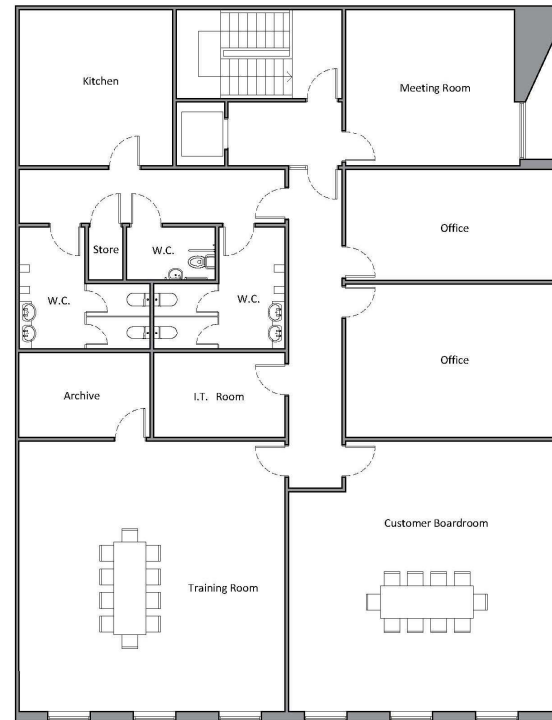 Kitchen
Meeting Room
Office
Store
W.C.
W.C.
W.C.
Office
Archive
I.T. Room
Customer Boardroom
Training Room